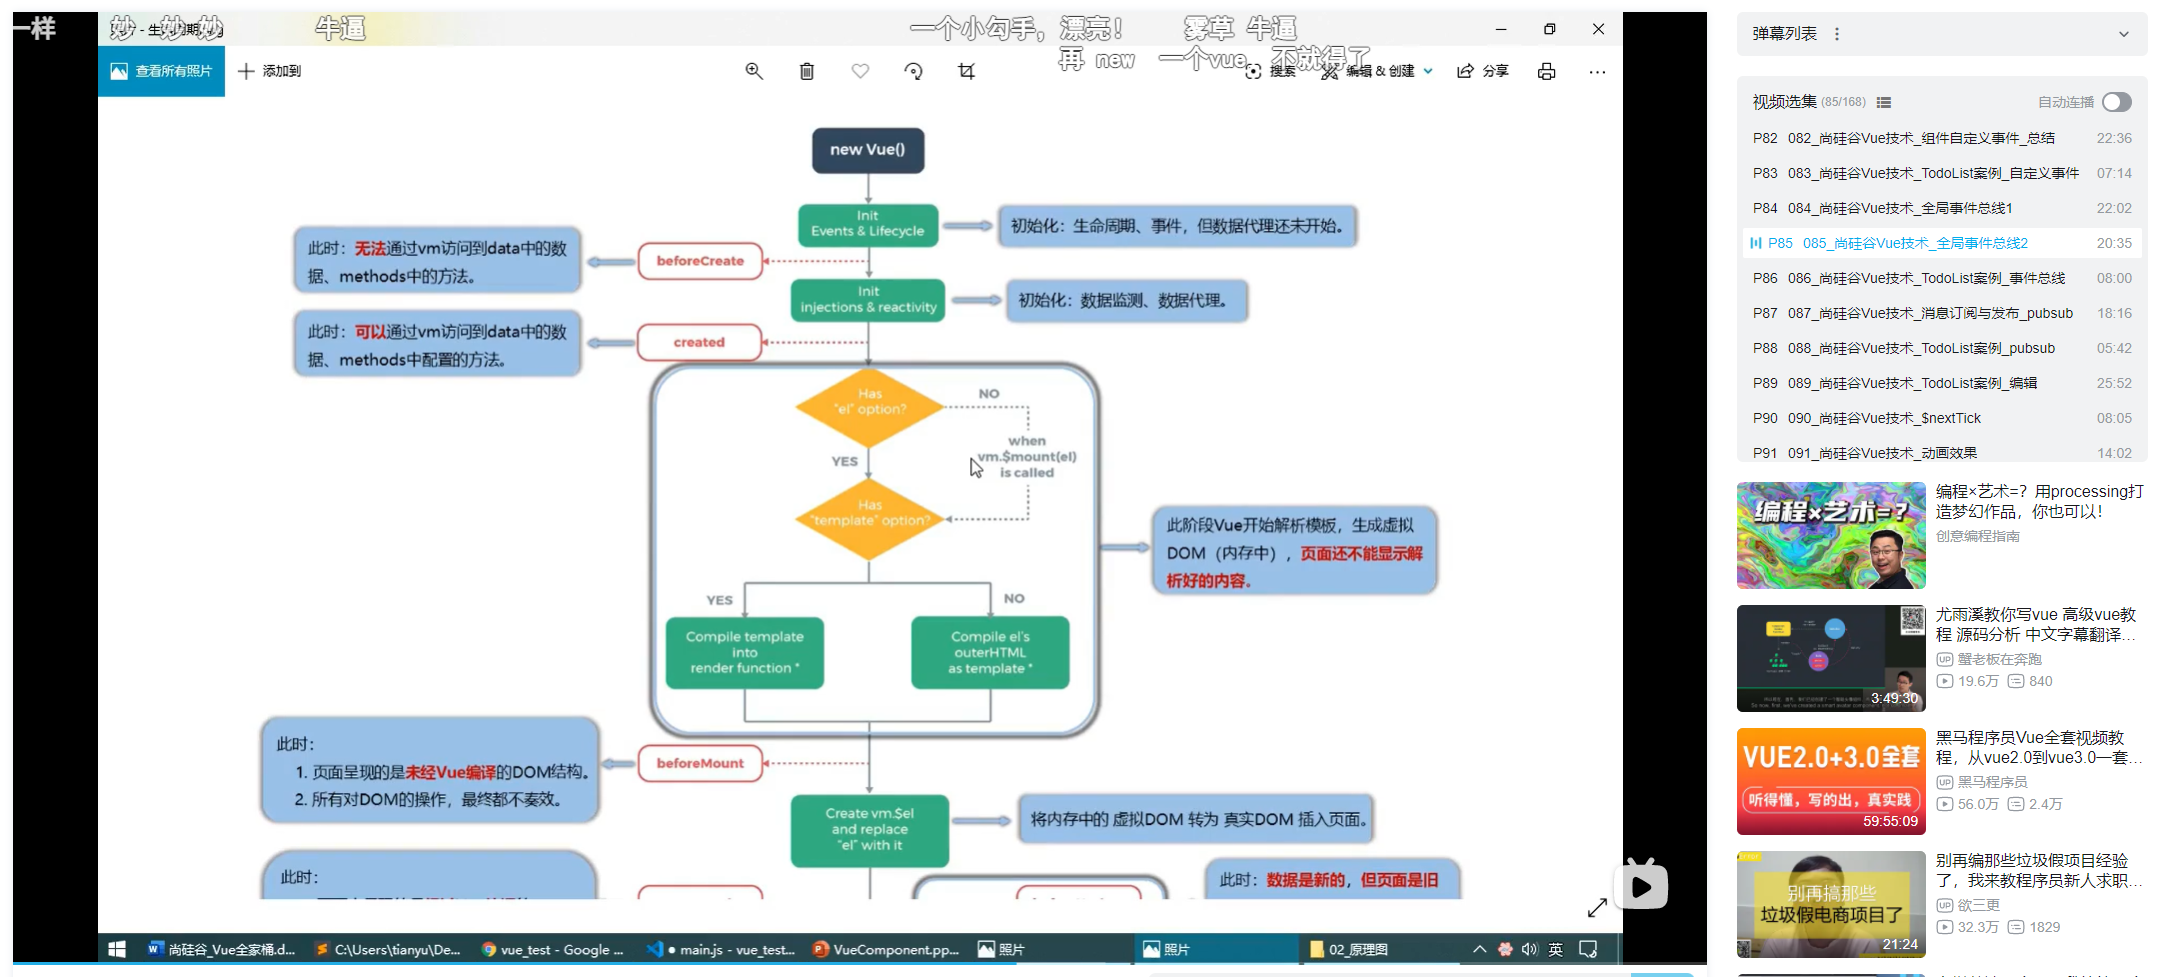 一样
妙 妙 妙
牛逼
一个小勾手，漂亮！
雾草 牛逼
再 new 一个vue 不就得了
查看所有照片
添加到
搜索
编辑 & 创建
分享
new Vue()
Init
Events & Lifecycle
初始化：生命周期、事件，但数据代理还未开始。
此时：无法通过vm访问到data中的数
据、methods中的方法。
beforeCreate
Init
injections & reactivity
初始化：数据监测、数据代理。
此时：可以通过vm访问到data中的数
据、methods中配置的方法。
created
Has
"el" option?
NO
when
vm.$mount(el)
is called
YES
Has
"template" option?
此阶段Vue开始解析模板，生成虚拟
DOM（内存中），页面还不能显示解
析好的内容。
YES
NO
Compile template
into
render function *
Compile el's
outerHTML
as template *
此时：
1. 页面呈现的是未经Vue编译的DOM结构。
2. 所有对DOM的操作，最终都不奏效。
beforeMount
Create vm.$el
and replace
"el" with it
将内存中的 虚拟DOM 转为 真实DOM 插入页面。
此时：
此时：数据是新的，但页面是旧
尚硅谷_Vue全家桶.d...
C:\Users\tianyu\De...
vue_test - Google ...
● main.js - vue_test...
VueComponent.pp...
照片
照片
02_原理图
英
弹幕列表
视频选集 (85/168)
自动连播
P82 082_尚硅谷Vue技术_组件自定义事件_总结 22:36
P83 083_尚硅谷Vue技术_TodoList案例_自定义事件 07:14
P84 084_尚硅谷Vue技术_全局事件总线1 22:02
P85 085_尚硅谷Vue技术_全局事件总线2 20:35
P86 086_尚硅谷Vue技术_TodoList案例_事件总线 08:00
P87 087_尚硅谷Vue技术_消息订阅与发布_pubsub 18:16
P88 088_尚硅谷Vue技术_TodoList案例_pubsub 05:42
P89 089_尚硅谷Vue技术_TodoList案例_编辑 25:52
P90 090_尚硅谷Vue技术_$nextTick 08:05
P91 091_尚硅谷Vue技术_动画效果 14:02
编程×艺术=?
编程×艺术=？用processing打
造梦幻作品，你也可以！
创意编程指南
3:49:30
尤雨溪教你写vue 高级vue教
程 源码分析 中文字幕翻译...
UP 蟹老板在奔跑
19.6万 840
VUE2.0+3.0全套
听得懂，写的出，真实践
59:55:09
黑马程序员Vue全套视频教
程，从vue2.0到vue3.0一套...
UP 黑马程序员
56.0万 2.4万
别再搞那些
垃圾假电商项目了
21:24
别再编那些垃圾假项目经验
了，我来教程序员新人求职...
UP 欲三更
32.3万 1829